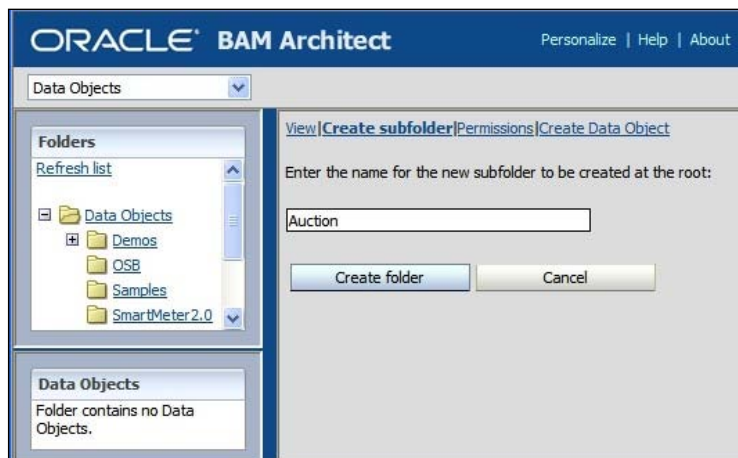 ORACLE BAM Architect
Personalize | Help | About
Data Objects
Folders
Refresh list
Data Objects
Demos
OSB
Samples
SmartMeter2.0
Data Objects
Folder contains no Data
Objects.
View|Create subfolder|Permissions|Create Data Object
Enter the name for the new subfolder to be created at the root:
Auction
Create folder
Cancel